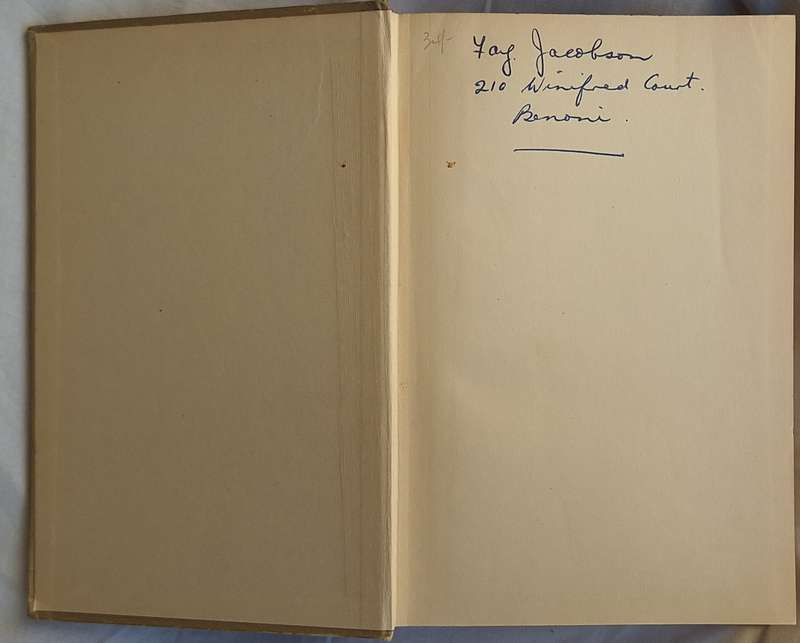 Fay. Jacobson
210 Winifred Court.
Benoni.